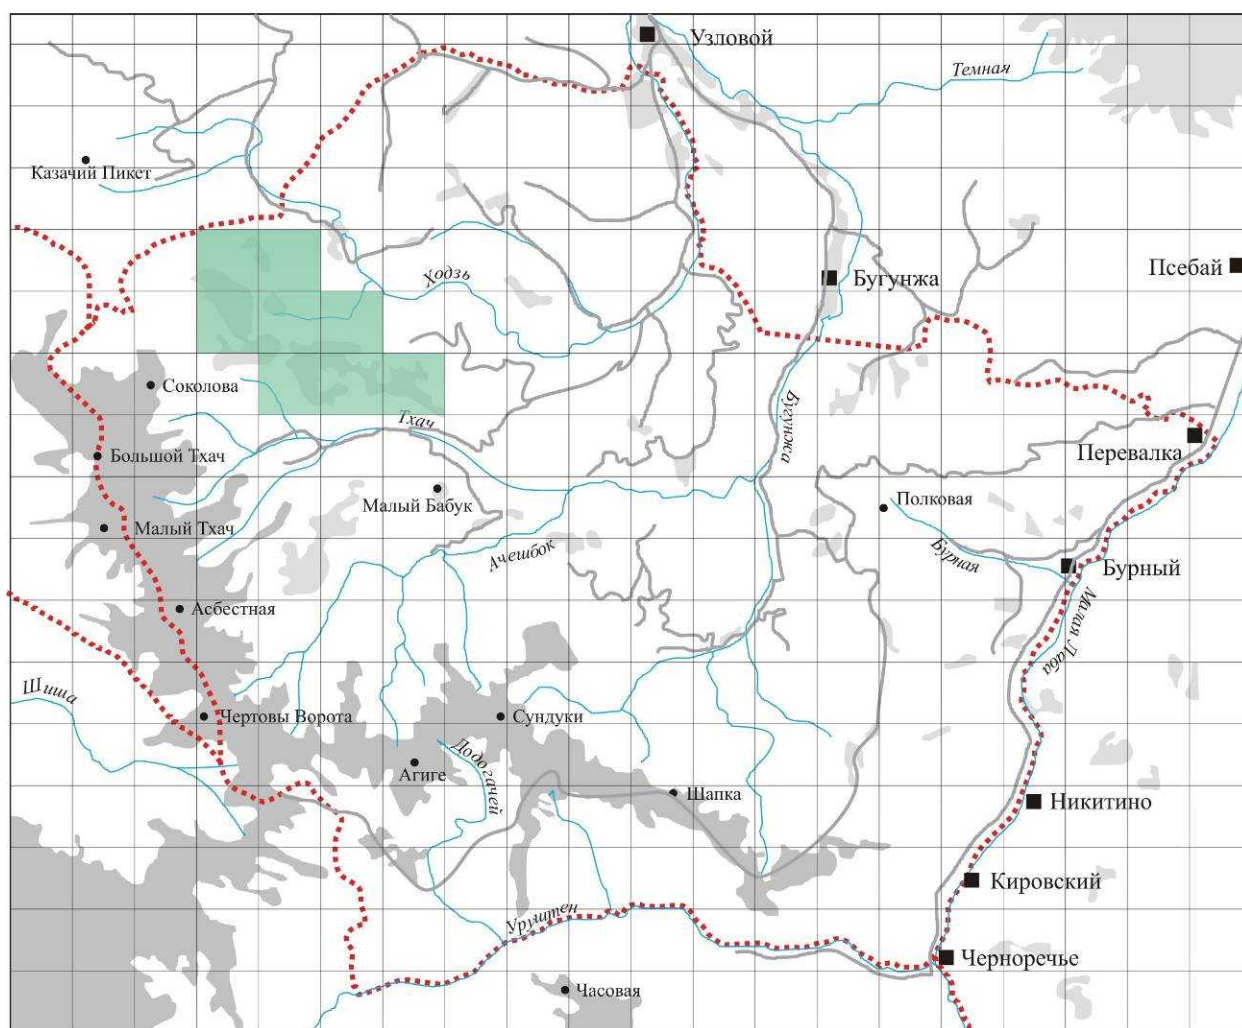 Узловой
Темная
Казачий Пикет
Ходзь
Бугунжа
Псебай
Соколова
Тхач
Бугунжа
Большой Тхач
Перевалка
Малый Бабук
Полковая
Малый Тхач
Ачешбок
Бурная
Бурный
Асбестная
Малая Лаба
Шиша
Чертовы Ворота
Сундуки
Додогачей
Агиге
Шапка
Никитино
Кировский
Уруштен
Черноречье
Часовая